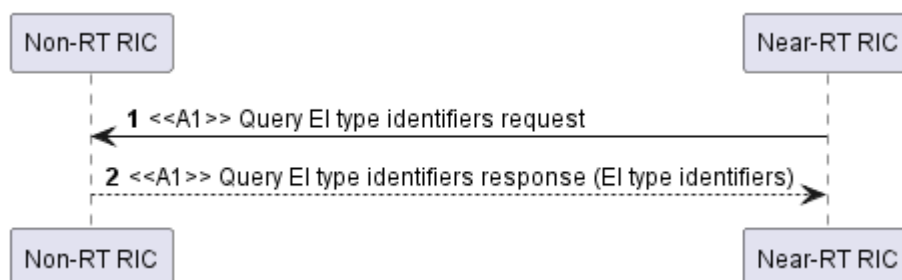 Non-RT RIC
Near-RT RIC
1 <<A1>> Query EI type identifiers request
2 <<A1>> Query EI type identifiers response (EI type identifiers)
Non-RT RIC
Near-RT RIC